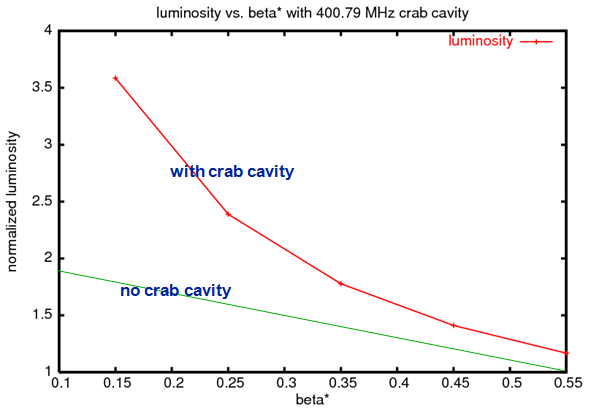 luminosity vs. beta* with 400.79 MHz crab cavity
luminosity
normalized luminosity
4
3.5
3
2.5
2
1.5
1
with crab cavity
no crab cavity
0.1 0.15 0.2 0.25 0.3 0.35 0.4 0.45 0.5 0.55
beta*